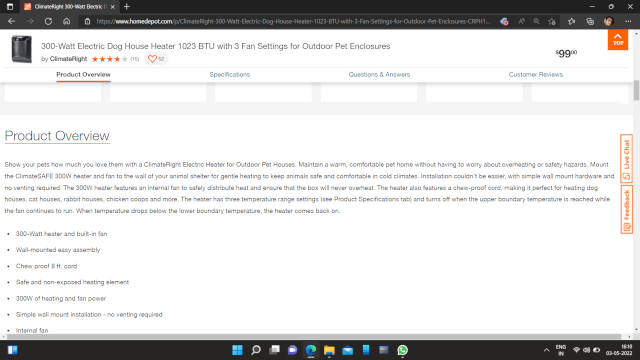 ClimateRight 300-Watt Electric D
https://www.homedepot.com/p/ClimateRight-300-Watt-Electric-Dog-House-Heater-1023-BTU-with-3-Fan-Settings-for-Outdoor-Pet-Enclosures-CRPH1...
300-Watt Electric Dog House Heater 1023 BTU with 3 Fan Settings for Outdoor Pet Enclosures
by ClimateRight (15) 52
$99.00
TOP
Product Overview Specifications Questions & Answers Customer Reviews
Product Overview
Show your pets how much you love them with a ClimateRight Electric Heater for Outdoor Pet Houses. Maintain a warm, comfortable pet home without having to worry about overheating or safety hazards. Mount
the ClimateSAFE 300W heater and fan to the wall of your animal shelter for gentle heating to keep animals safe and comfortable in cold climates. Installation couldn't be easier, with simple wall mount hardware and
no venting required. The 300W heater features an internal fan to safely distribute heat and ensure that the box will never overheat. The heater also features a chew-proof cord, making it perfect for heating dog
houses, cat houses, rabbit houses, chicken coops and more. The heater has three temperature range settings (see Product Specifications tab) and turns off when the upper boundary temperature is reached while
the fan continues to run. When temperature drops below the lower boundary temperature, the heater comes back on.
• 300-Watt heater and built-in fan
• Wall-mounted easy assembly
• Chew proof 8 ft. cord
• Safe and non-exposed heating element
• 300W of heating and fan power
• Simple wall mount installation - no venting required
• Internal fan
Live Chat
Feedback
ENG
IN
16:10
03-05-2022